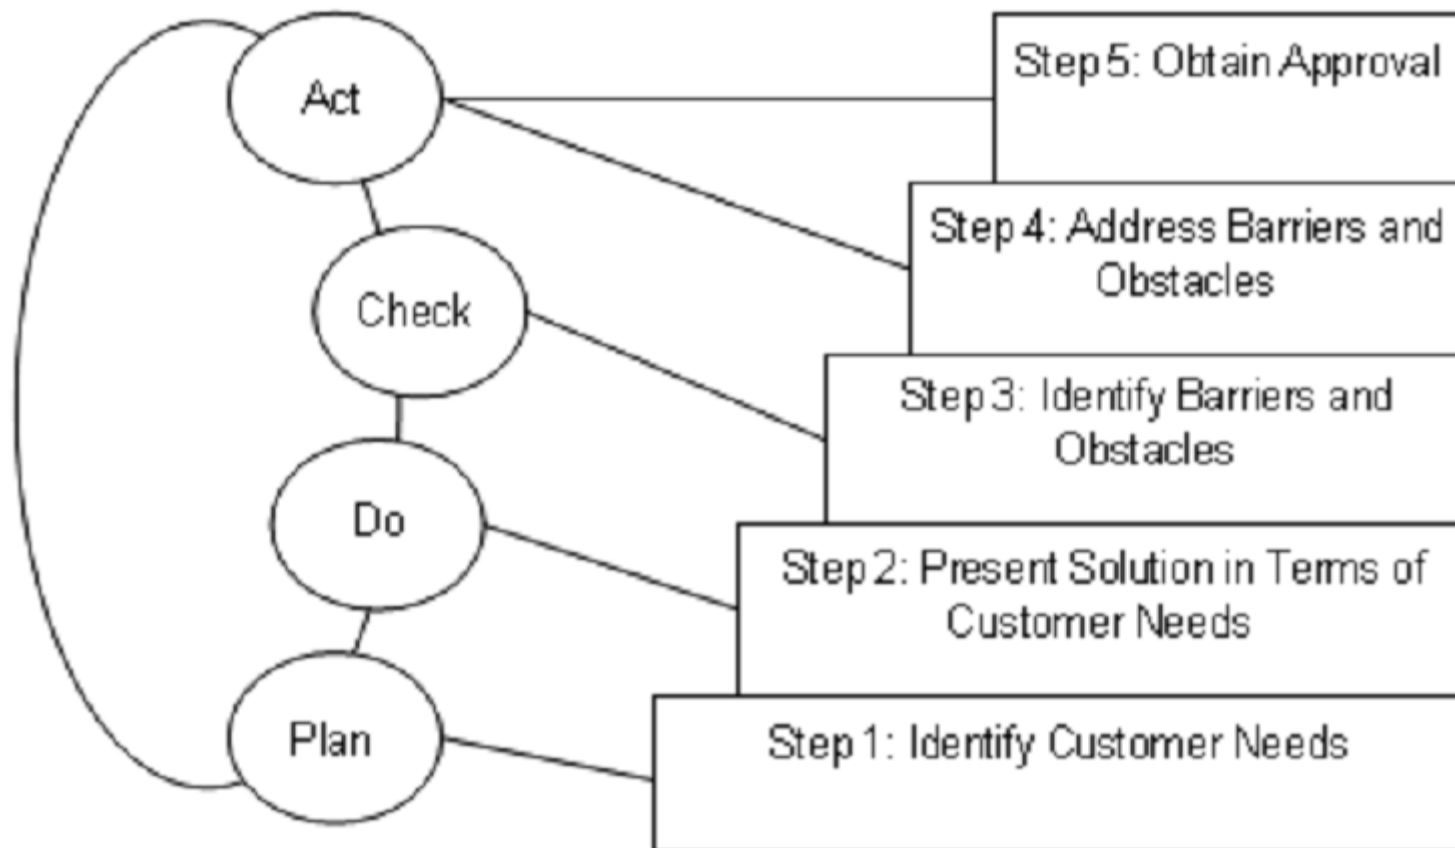 Act
Step 5: Obtain Approval
Step 4: Address Barriers and
Obstacles
Check
Step 3: Identify Barriers and
Obstacles
Do
Step 2: Present Solution in Terms of
Customer Needs
Plan
Step 1: Identify Customer Needs